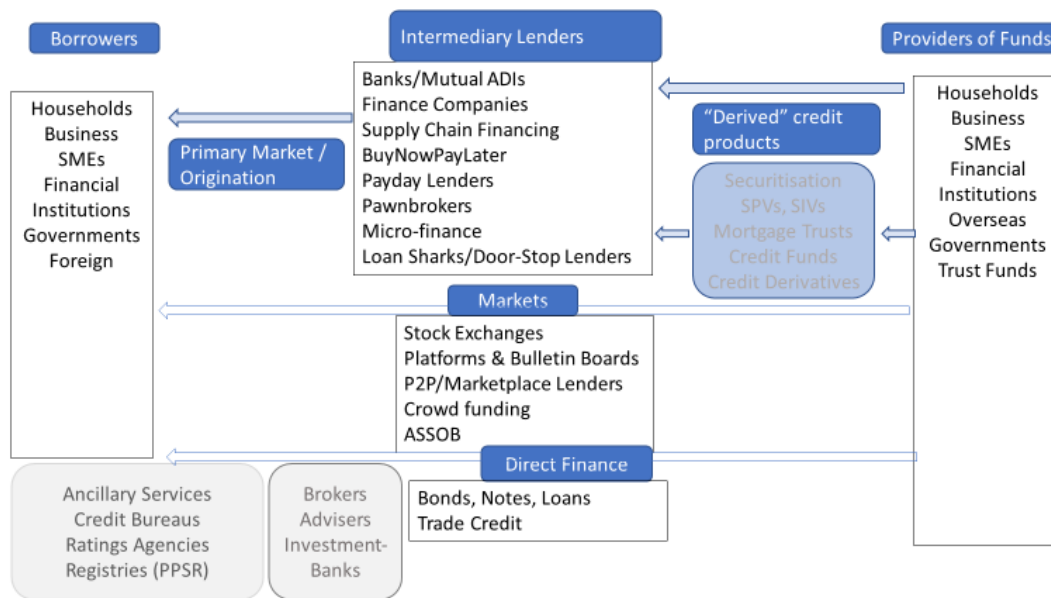 Borrowers
Intermediary Lenders
Providers of Funds
Households
Business
SMEs
Financial
Institutions
Governments
Foreign
Primary Market /
Origination
Banks/Mutual ADIs
Finance Companies
Supply Chain Financing
BuyNowPayLater
Payday Lenders
Pawnbrokers
Micro-finance
Loan Sharks/Door-Stop Lenders
“Derived” credit
products
Securitisation
SPVs, SIVs
Mortgage Trusts
Credit Funds
Credit Derivatives
Households
Business
SMEs
Financial
Institutions
Overseas
Governments
Trust Funds
Markets
Stock Exchanges
Platforms & Bulletin Boards
P2P/Marketplace Lenders
Crowd funding
ASSOB
Direct Finance
Bonds, Notes, Loans
Trade Credit
Ancillary Services
Credit Bureaus
Ratings Agencies
Registries (PPSR)
Brokers
Advisers
Investment-
Banks